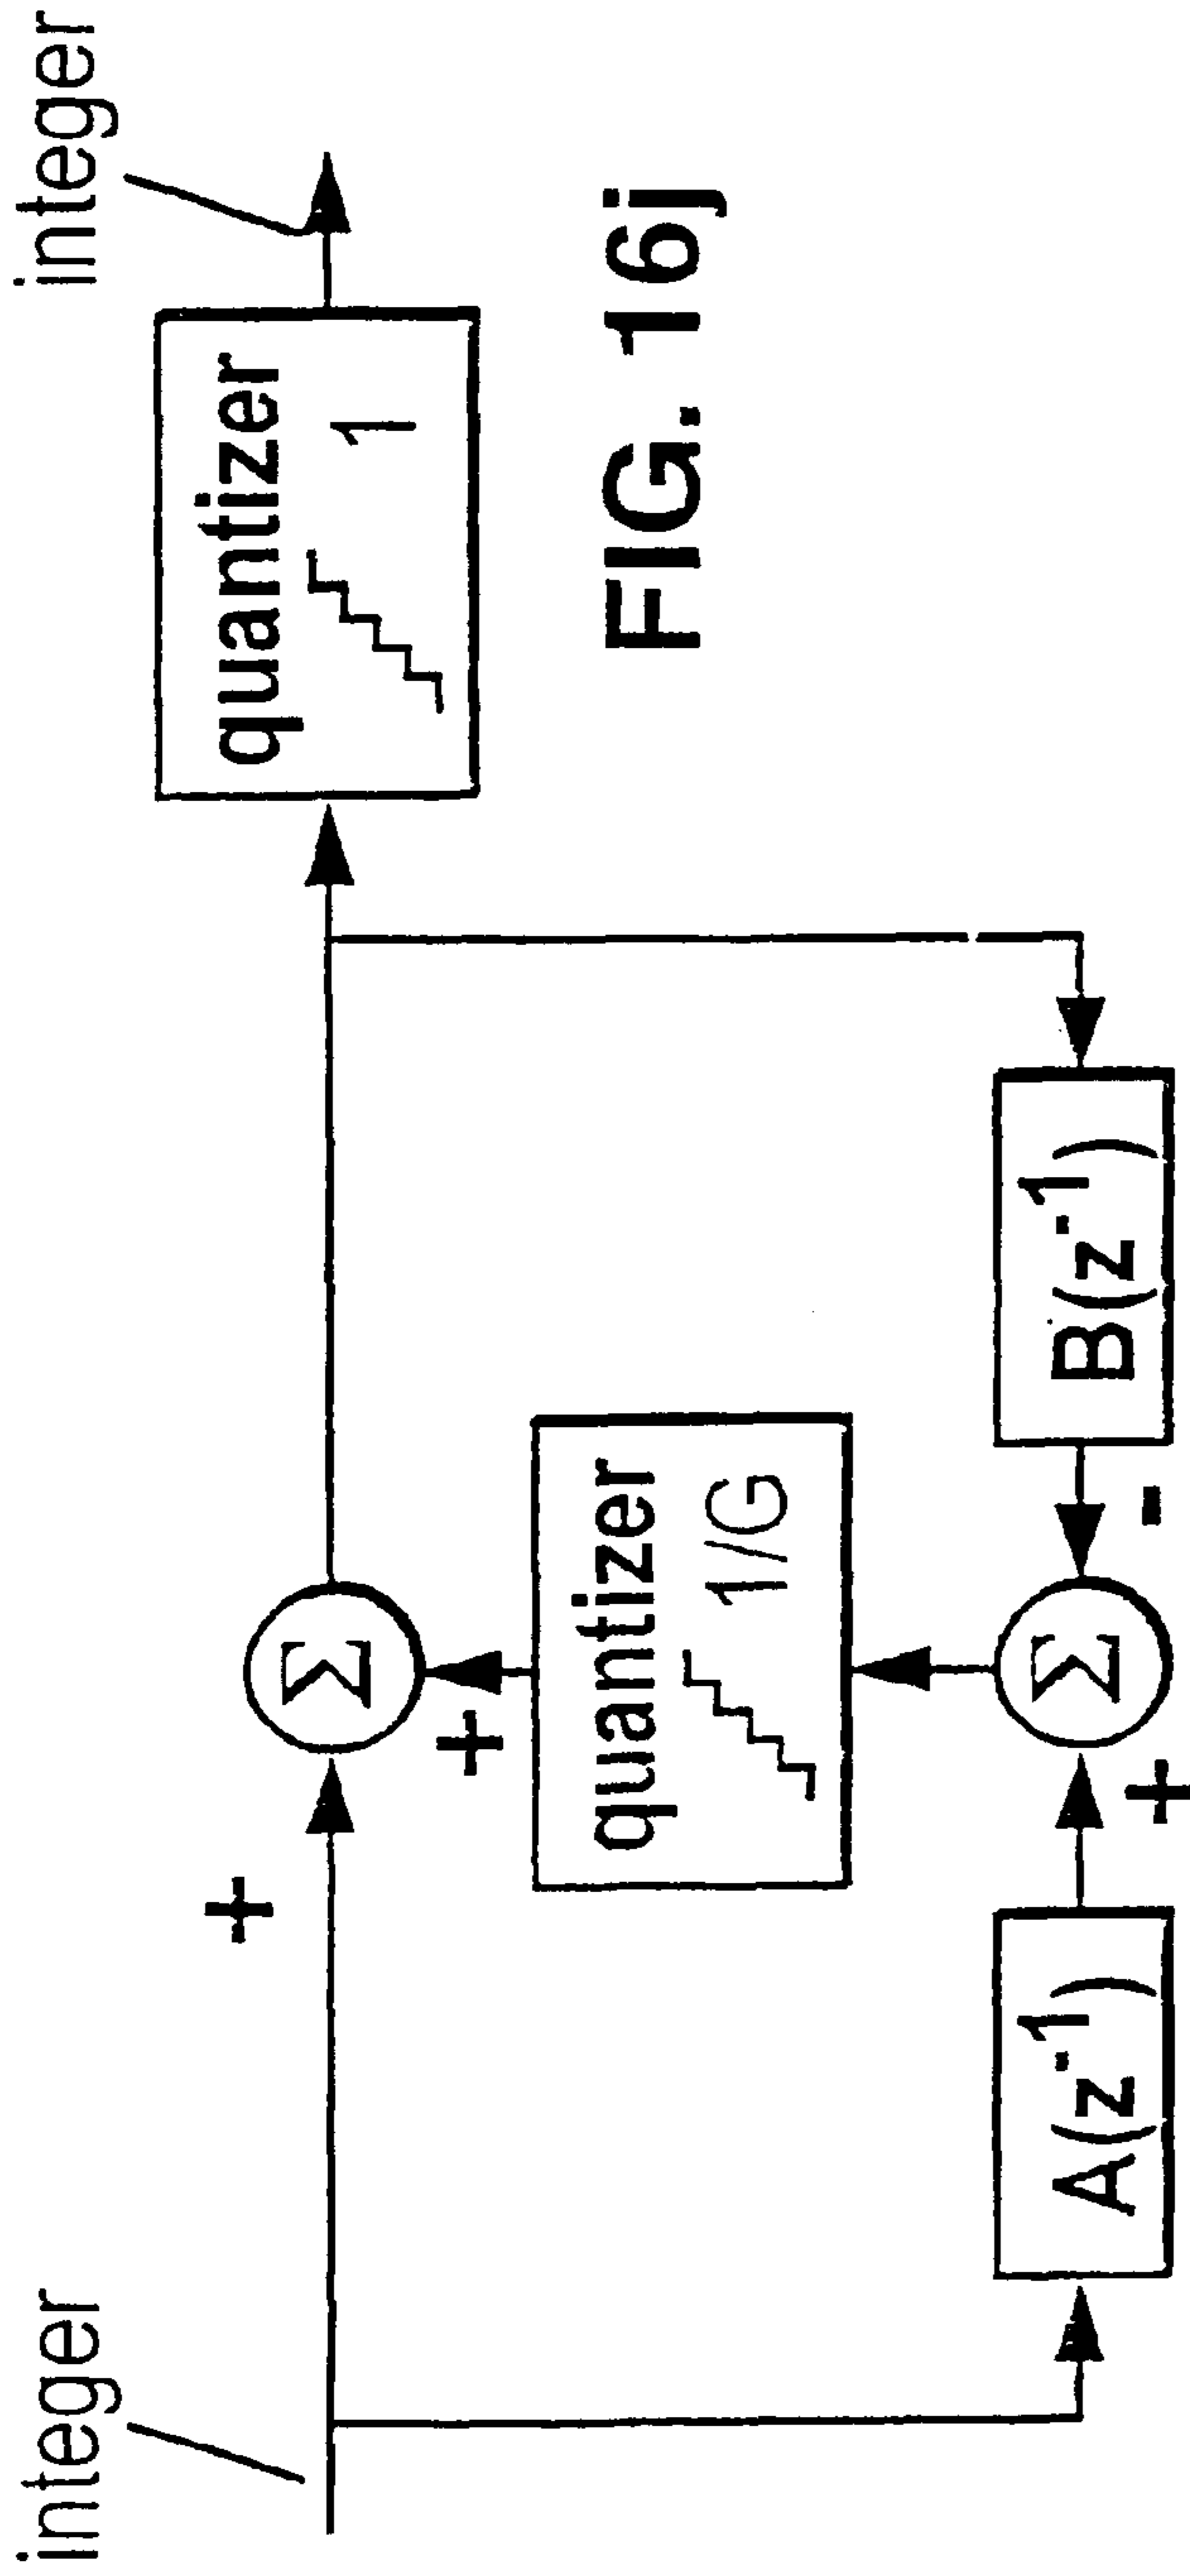 integer
integer
quantizer
1
+
Σ
+
quantizer
1/G
A(z⁻¹)
+
Σ
-
B(z⁻¹)
FIG. 16j